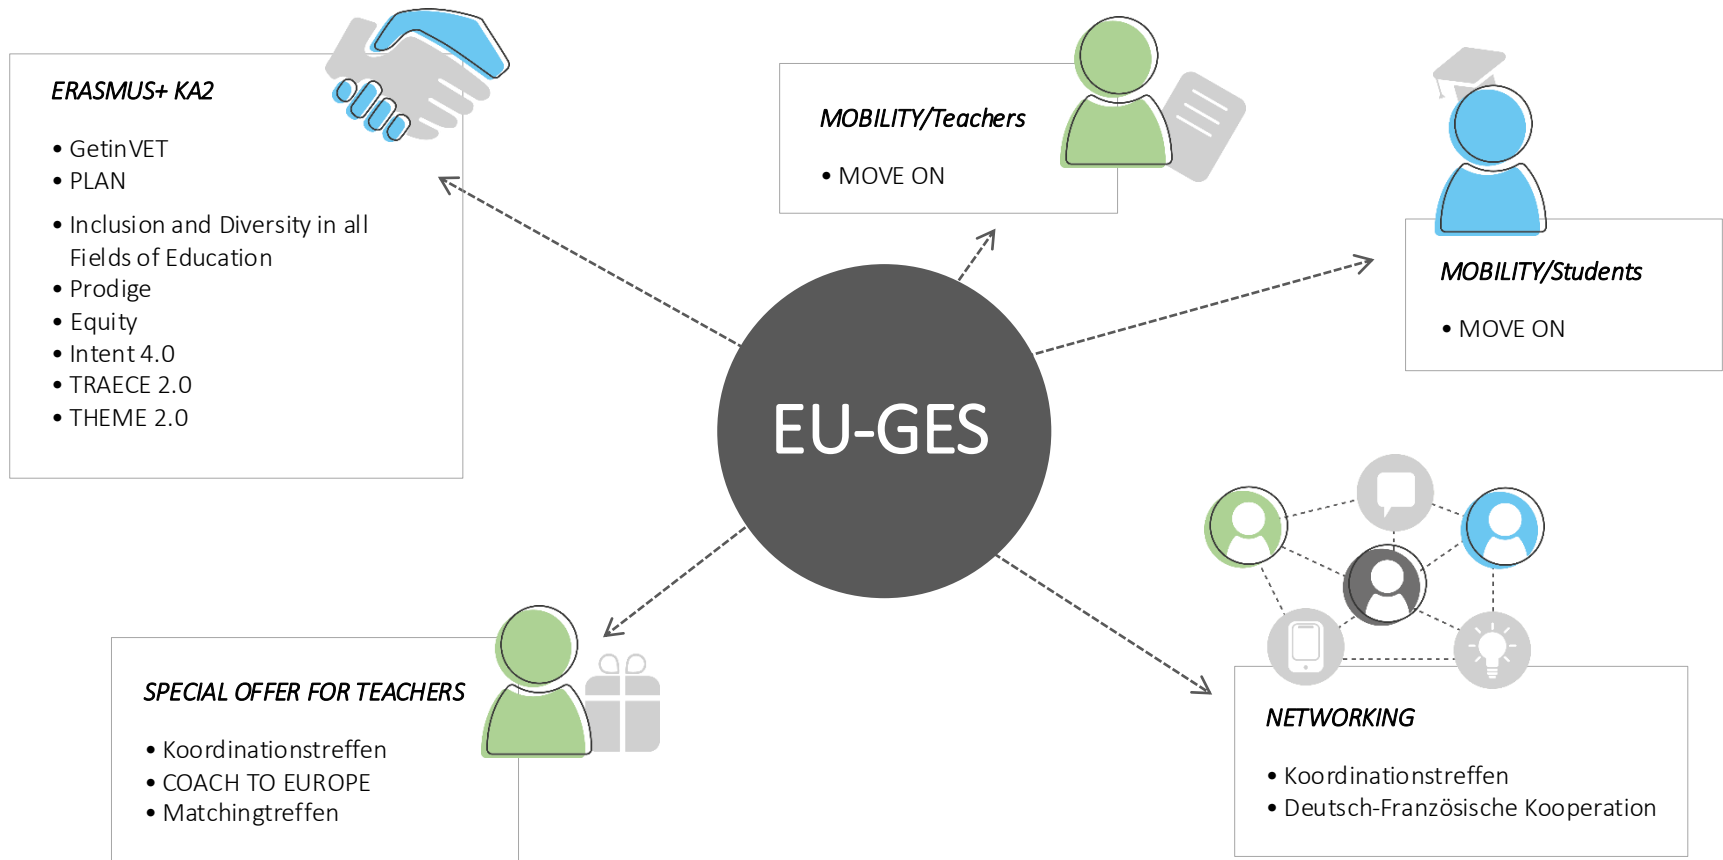 ERASMUS+ KA2
• GetinVET
• PLAN
• Inclusion and Diversity in all
Fields of Education
• Prodige
• Equity
• Intent 4.0
• TRAECE 2.0
• THEME 2.0
MOBILITY/Teachers
• MOVE ON
MOBILITY/Students
• MOVE ON
EU-GES
SPECIAL OFFER FOR TEACHERS
• Koordinationstreffen
• COACH TO EUROPE
• Matchingtreffen
NETWORKING
• Koordinationstreffen
• Deutsch-Französische Kooperation